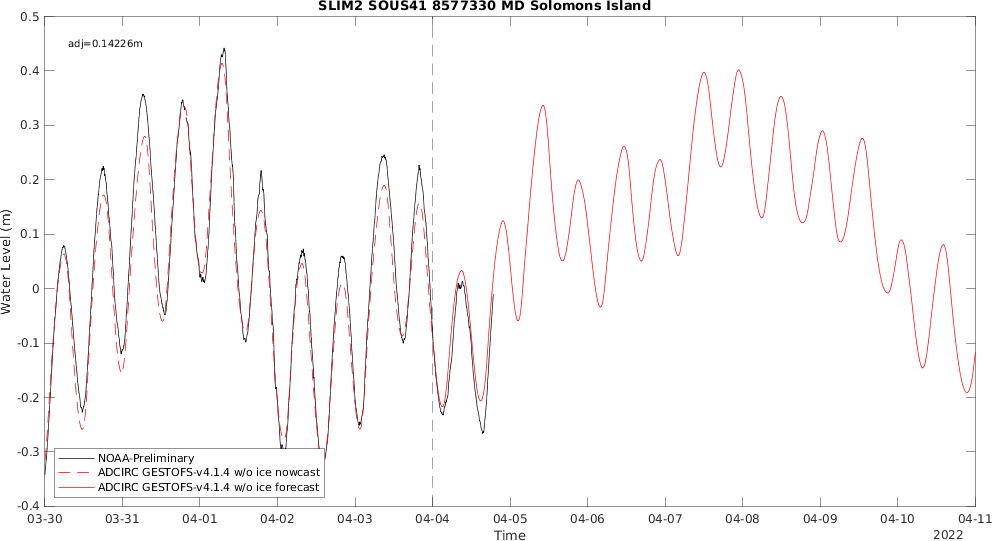 SLIM2 SOUS41 8577330 MD Solomons Island
adj=0.14226m
Water Level (m)
0.5
0.4
0.3
0.2
0.1
0
-0.1
-0.2
-0.3
-0.4
NOAA-Preliminary
ADCIRC GESTOFS-v4.1.4 w/o ice nowcast
ADCIRC GESTOFS-v4.1.4 w/o ice forecast
03-30 03-31 04-01 04-02 04-03 04-04 04-05 04-06 04-07 04-08 04-09 04-10 04-11
Time
2022